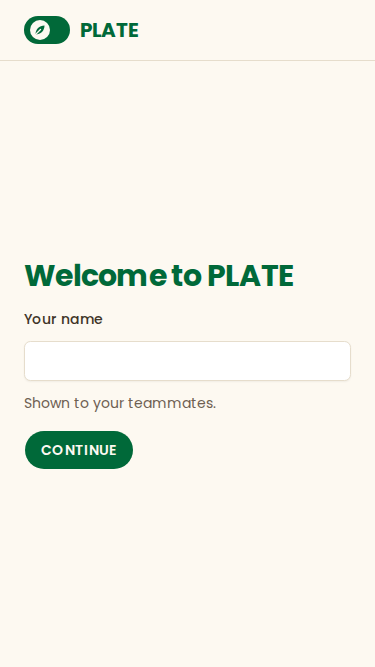 PLATE
Welcome to PLATE
Your name
Shown to your teammates.
CONTINUE